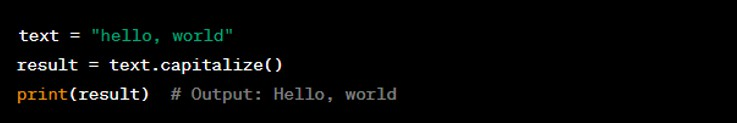 text = "hello, world"
result = text.capitalize()
print(result)  # Output: Hello, world